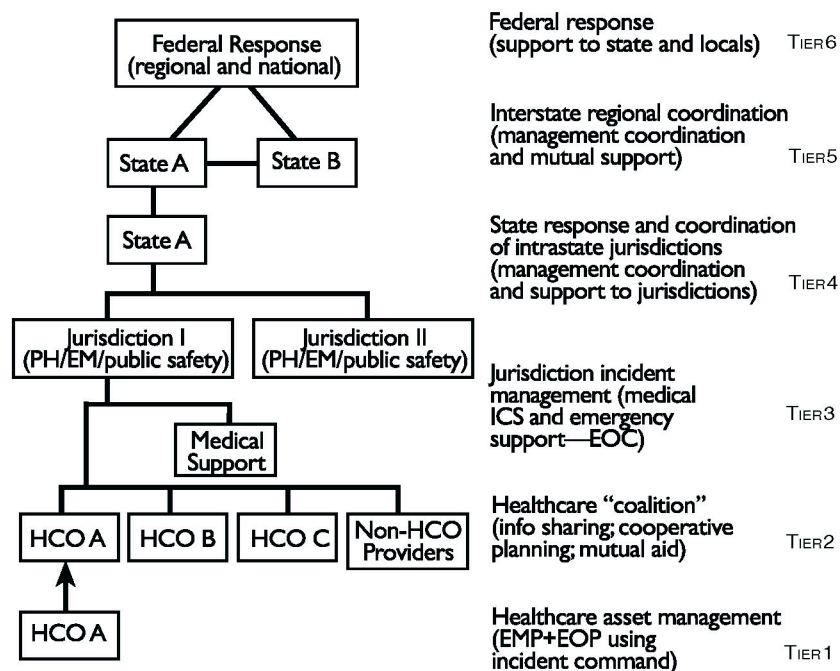 Federal Response
(regional and national)
Federal response
(support to state and locals) TIER 6
State A
State B
Interstate regional coordination
(management coordination
and mutual support) TIER 5
State A
State response and coordination
of intrastate jurisdictions
(management coordination
and support to jurisdictions) TIER 4
Jurisdiction I
(PH/EM/public safety)
Jurisdiction II
(PH/EM/public safety)
Medical
Support
Jurisdiction incident
management (medical
ICS and emergency
support—EOC) TIER 3
HCO A
HCO B
HCO C
Non-HCO
Providers
Healthcare “coalition”
(info sharing; cooperative
planning; mutual aid) TIER 2
HCO A
Healthcare asset management
(EMP+EOP using
incident command) TIER 1